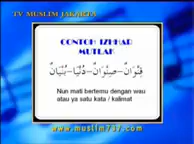 TV MUSLIM JAKARTA
CONTOH IZHHAR
MUTLAK
قِنْوَانٌ – صِنْوَانٌ – دُنْيَا – بُنْيَانٌ
Nun mati bertemu dengan wau
atau ya satu kata / kalimat
www.muslim737.com